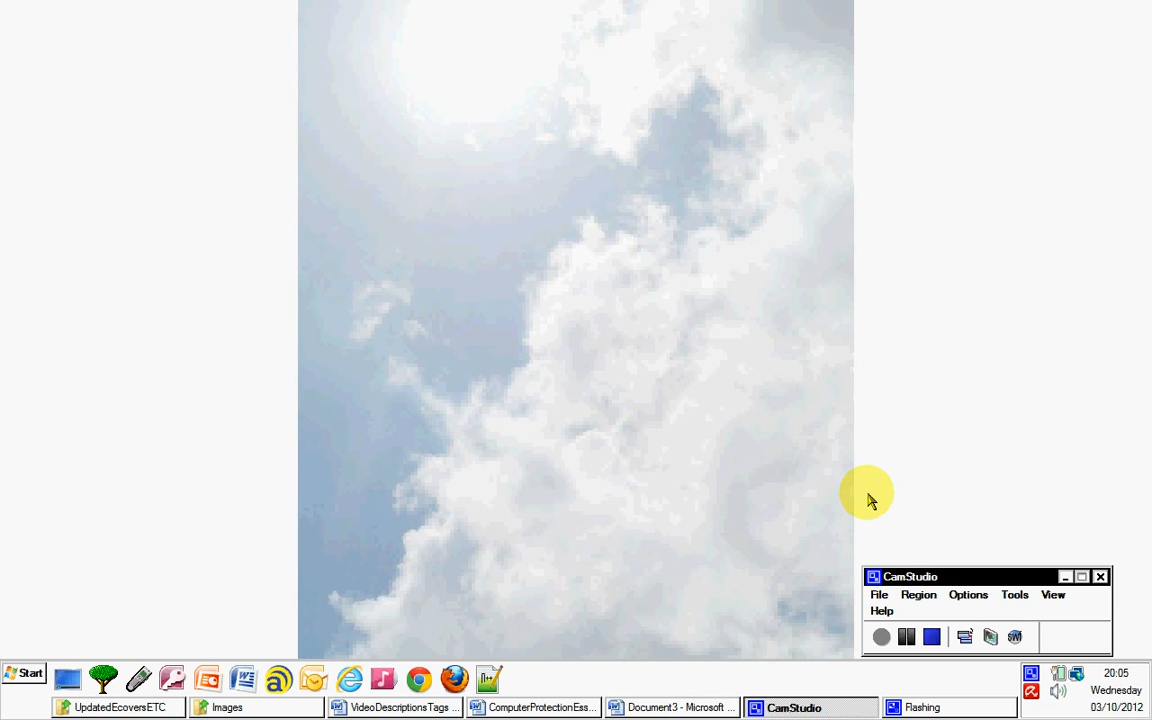 CamStudio
File Region Options Tools View
Help
Start
20:05
Wednesday
03/10/2012
UpdatedEcoversETC
Images
VideoDescriptionsTags ...
ComputerProtectionEss...
Document3 - Microsoft ...
CamStudio
Flashing